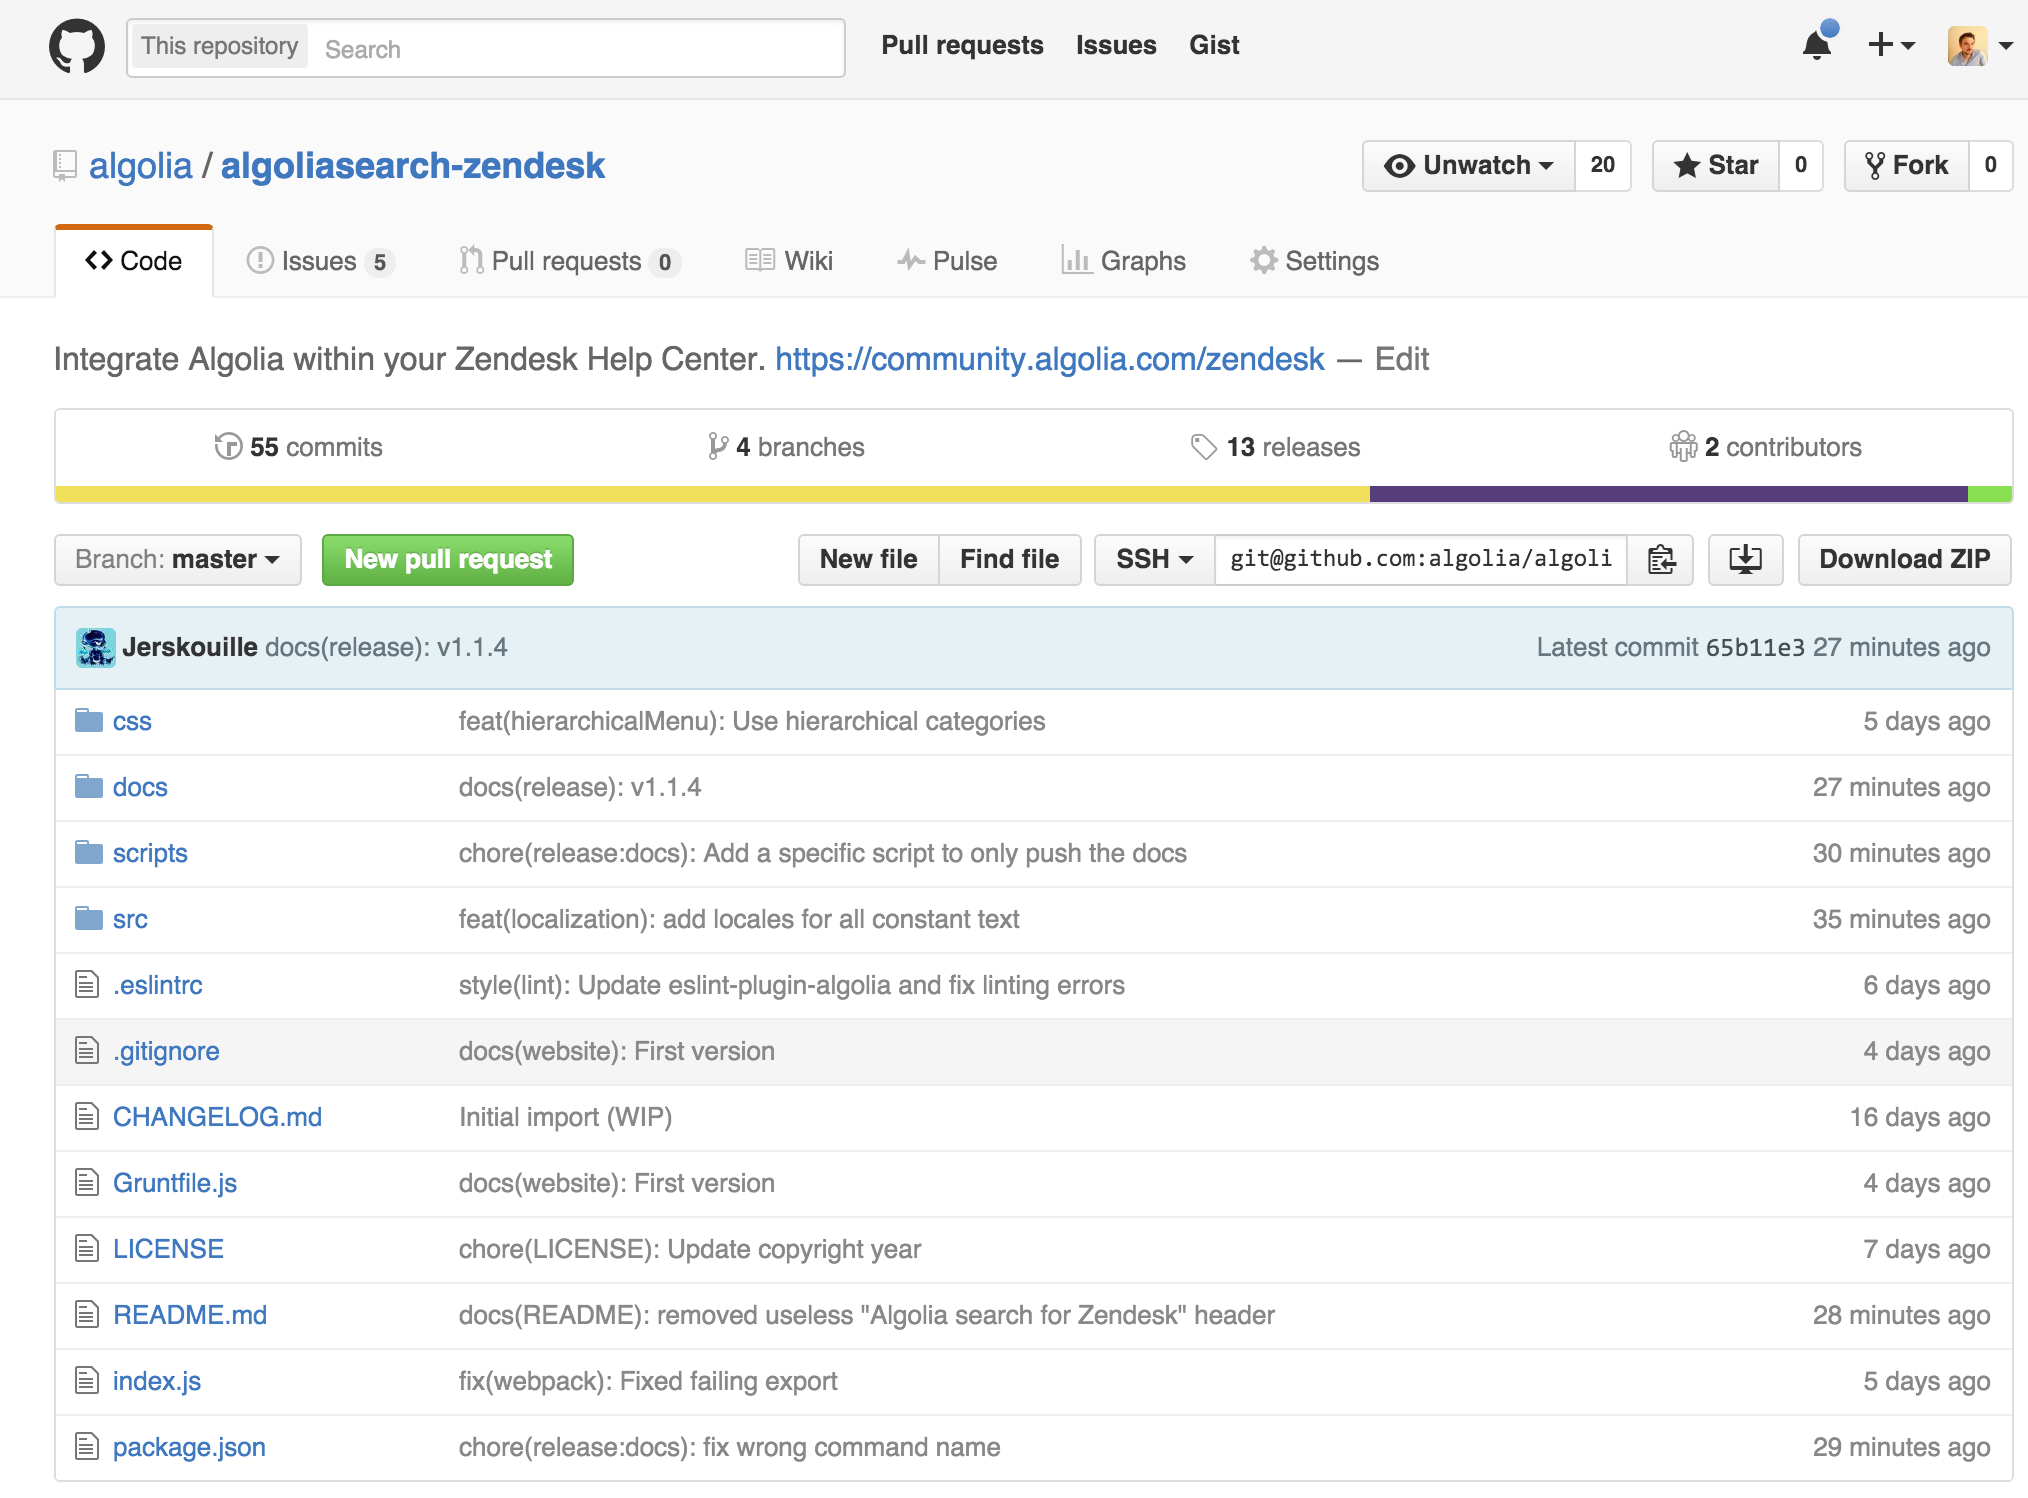 This repository Search Pull requests Issues Gist
algolia / algoliasearch-zendesk Unwatch 20 Star 0 Fork 0
Code Issues 5 Pull requests 0 Wiki Pulse Graphs Settings
Integrate Algolia within your Zendesk Help Center. https://community.algolia.com/zendesk — Edit
55 commits 4 branches 13 releases 2 contributors
Branch: master New pull request New file Find file SSH git@github.com:algolia/algoli Download ZIP
Jerskouille docs(release): v1.1.4 Latest commit 65b11e3 27 minutes ago
css feat(hierarchicalMenu): Use hierarchical categories 5 days ago
docs docs(release): v1.1.4 27 minutes ago
scripts chore(release:docs): Add a specific script to only push the docs 30 minutes ago
src feat(localization): add locales for all constant text 35 minutes ago
.eslintrc style(lint): Update eslint-plugin-algolia and fix linting errors 6 days ago
.gitignore docs(website): First version 4 days ago
CHANGELOG.md Initial import (WIP) 16 days ago
Gruntfile.js docs(website): First version 4 days ago
LICENSE chore(LICENSE): Update copyright year 7 days ago
README.md docs(README): removed useless "Algolia search for Zendesk" header 28 minutes ago
index.js fix(webpack): Fixed failing export 5 days ago
package.json chore(release:docs): fix wrong command name 29 minutes ago